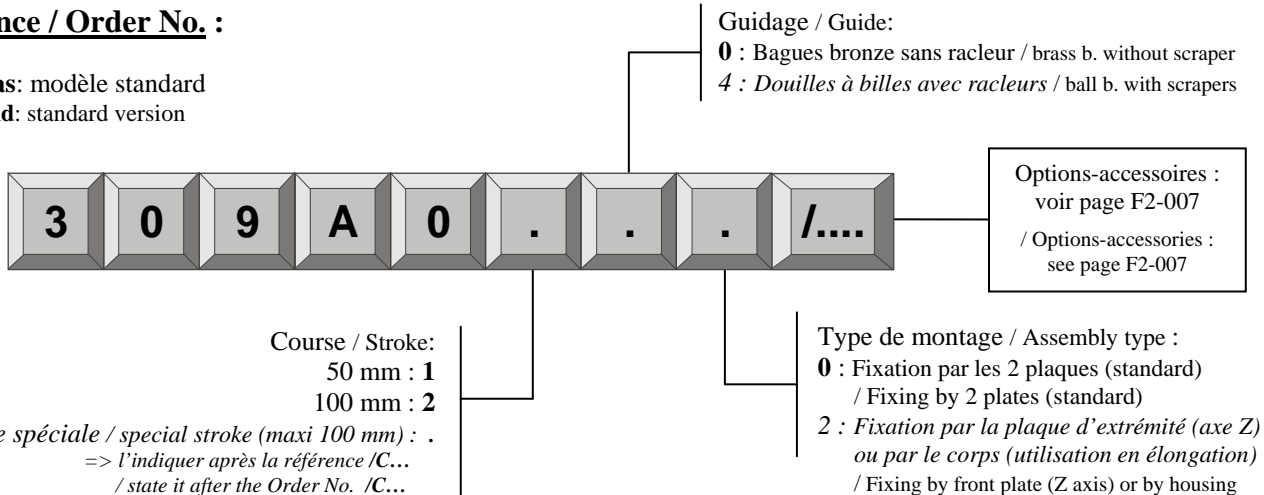 nce / Order No. :
as: modèle standard
d: standard version
Guidage / Guide:
0 : Bagues bronze sans racleur / brass b. without scraper
4 : Douilles à billes avec racleurs / ball b. with scrapers
3 0 9 A 0 . . . /....
Options-accessoires :
voir page F2-007
/ Options-accessories :
see page F2-007
Course / Stroke:
50 mm : 1
100 mm : 2
e spéciale / special stroke (maxi 100 mm) : .
=> l'indiquer après la référence /C…
/ state it after the Order No. /C…
Type de montage / Assembly type :
0 : Fixation par les 2 plaques (standard)
/ Fixing by 2 plates (standard)
2 : Fixation par la plaque d'extrémité (axe Z)
ou par le corps (utilisation en élongation)
/ Fixing by front plate (Z axis) or by housing